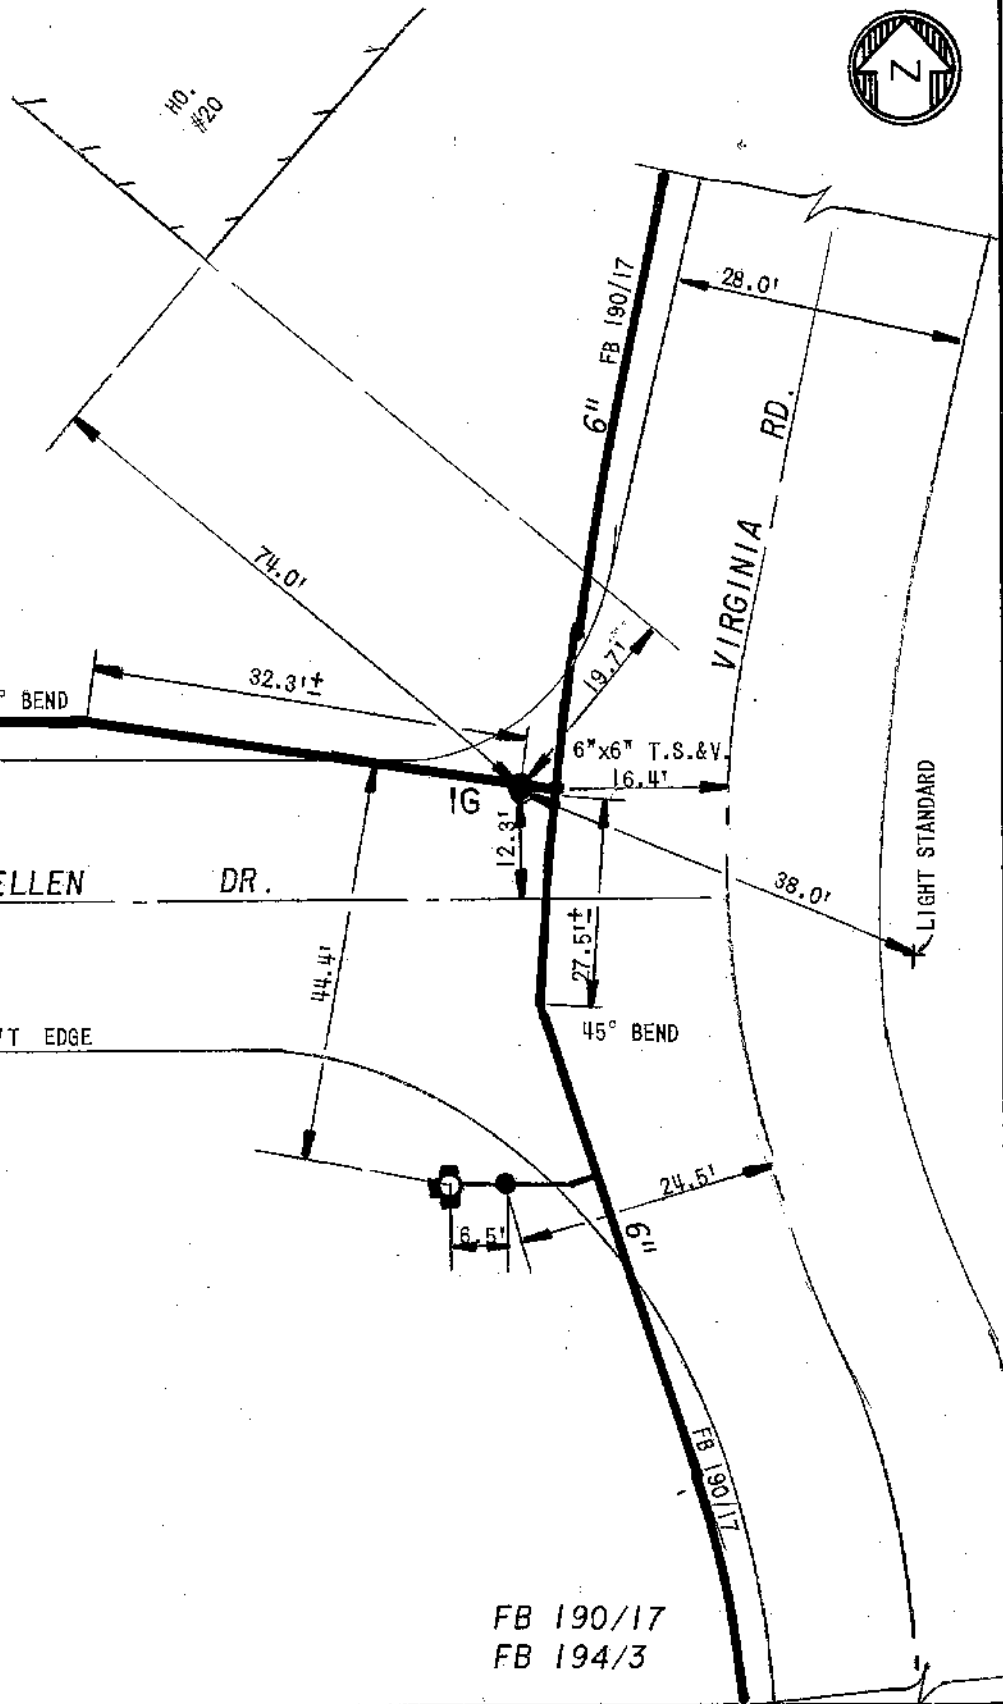 HO.
#20
N
28.0'
FB 190/17
6"
VIRGINIA RD.
74.0'
19.7'
32.3'±
° BEND
6"x6" T.S.&V.
16.4'
1G
12.3'
LIGHT STANDARD
ELLEN DR.
38.0'
27.5'±
44.4'
'T EDGE
45° BEND
24.5'
6.5'
6"
FB 190/17
FB 190/17
FB 194/3